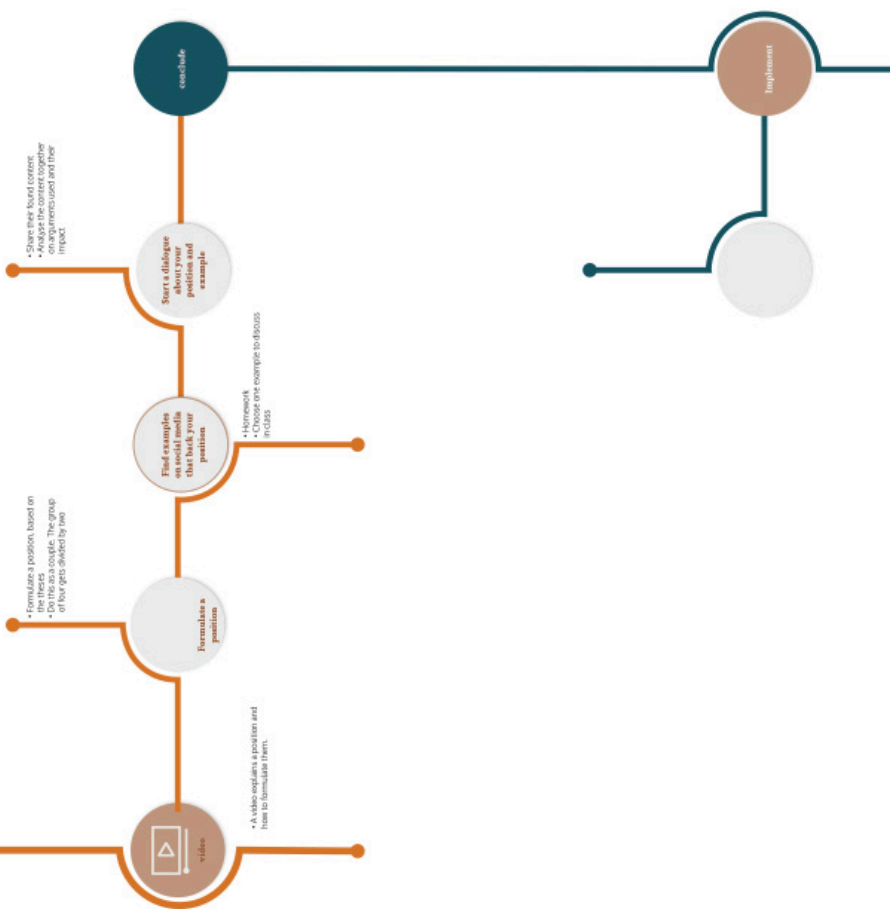 • Formulate a position, based on
the theses
• Do this as a couple. The group
of four gets divided by two
• Share their found content
• Analyse the content together
on arguments used and their
impact
video
Formulate a
position
Find examples
on social media
that back your
position
Start a dialogue
about your
position and
example
conclude
• A video explains a position and
how to formulate them.
• Homework
• Choose one example to discuss
in class
Implement